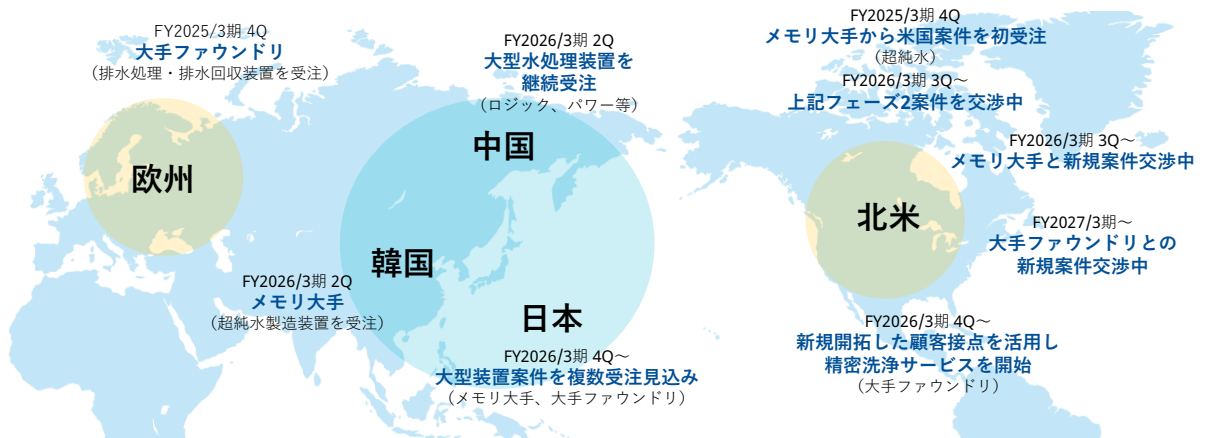 FY2025/3期 4Q
大手ファウンドリ
（排水処理・排水回収装置を受注）
欧州
FY2026/3期 2Q
大型水処理装置を
継続受注
（ロジック、パワー等）
中国
韓国
FY2026/3期 2Q
メモリ大手
（超純水製造装置を受注）
日本
FY2026/3期 4Q～
大型装置案件を複数受注見込み
（メモリ大手、大手ファウンドリ）
FY2025/3期 4Q
メモリ大手から米国案件を初受注
（超純水）
FY2026/3期 3Q～
上記フェーズ2案件を交渉中
FY2026/3期 3Q～
メモリ大手と新規案件交渉中
北米
FY2027/3期～
大手ファウンドリとの
新規案件交渉中
FY2026/3期 4Q～
新規開拓した顧客接点を活用し
精密洗浄サービスを開始
（大手ファウンドリ）